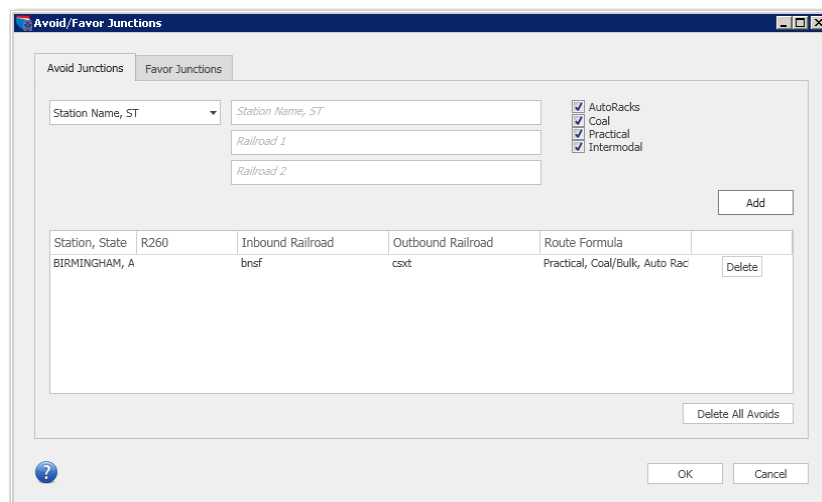 Avoid/Favor Junctions
Avoid Junctions Favor Junctions
Station Name, ST Station Name, ST
Railroad 1
Railroad 2
AutoRacks
Coal
Practical
Intermodal
Add
Station, State R260 Inbound Railroad Outbound Railroad Route Formula
BIRMINGHAM, A bnsf csxt Practical, Coal/Bulk, Auto Rac Delete
Delete All Avoids
? OK Cancel